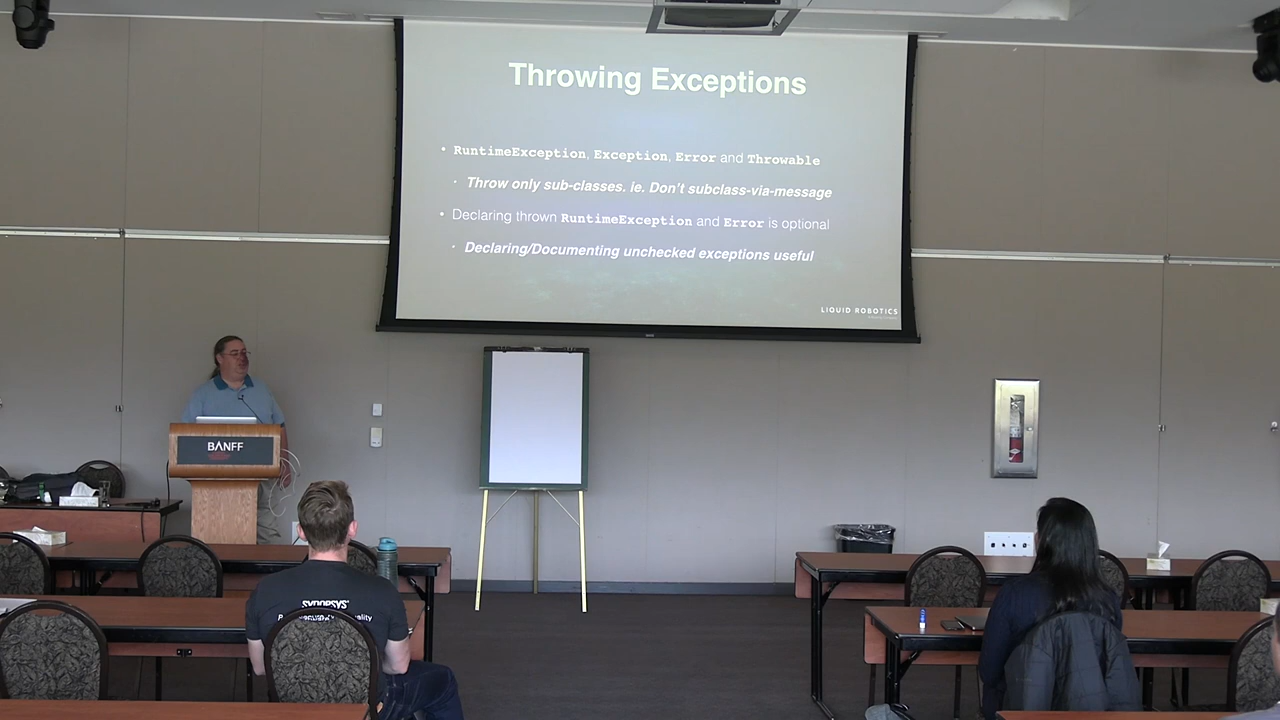 Throwing Exceptions
• RuntimeException, Exception, Error and Throwable
• Throw only sub-classes. ie. Don't subclass-via-message
• Declaring thrown RuntimeException and Error is optional
• Declaring/Documenting unchecked exceptions useful
LIQUID ROBOTICS
BANFF
SYNOPSYS